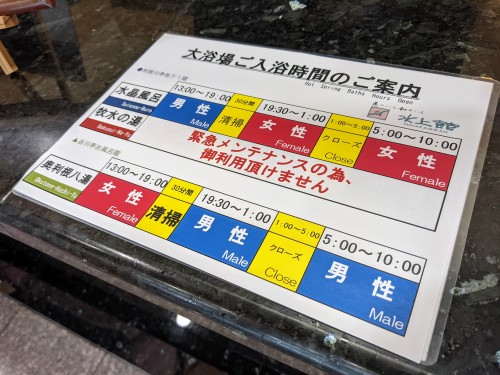 大浴場ご入浴時間のご案内
Hot Spring Baths Hours Open
水上館
13:00～19:00 30分間 19:30～1:00 1:00～5:00 5:00～10:00
水晶風呂 男性 Male 清掃 女性 Female クローズ Close 女性 Female
牧水の湯
緊急メンテナンスの為、
御利用頂けません
13:00～19:00 30分間 19:30～1:00 1:00～5:00 5:00～10:00
奥利根八湯 女性 Female 清掃 男性 Male クローズ Close 男性 Male